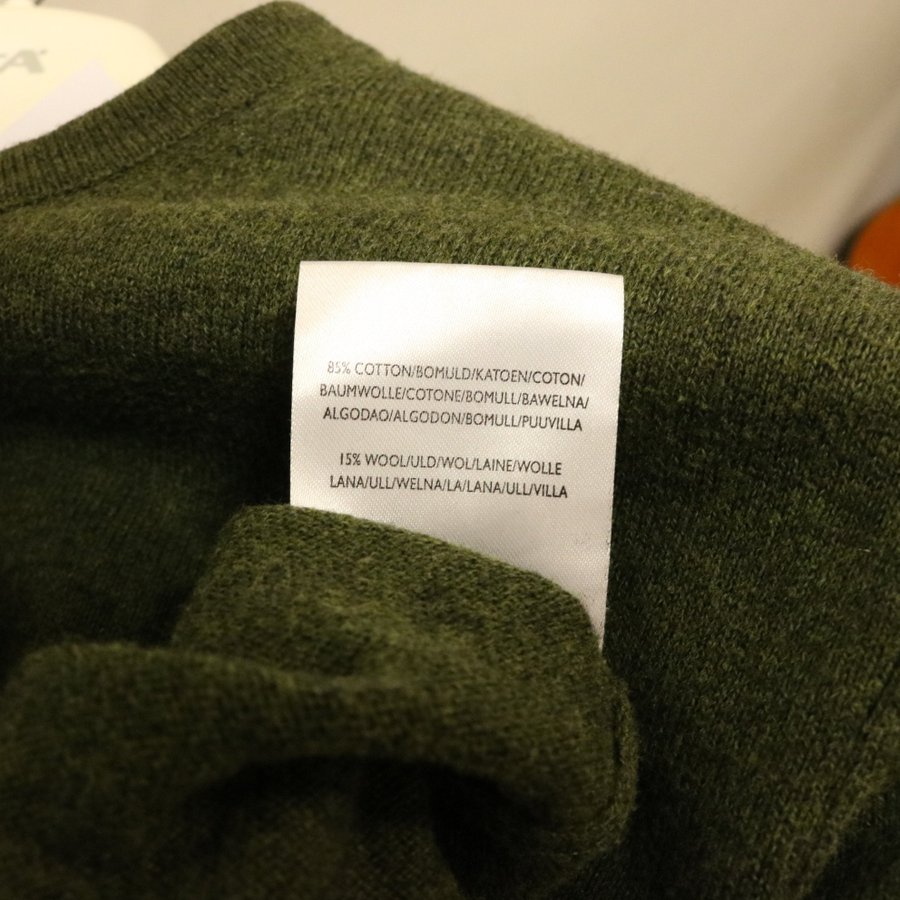 85% COTTON/BOMULD/KATOEN/COTON/
BAUMWOLLE/COTONE/BOMULL/BAWELNA/
ALGODAO/ALGODON/BOMULL/PUUVILLA
15% WOOL/ULD/WOL/LAINE/WOLLE
LANA/ULL/WELNA/LA/LANA/ULL/VILLA